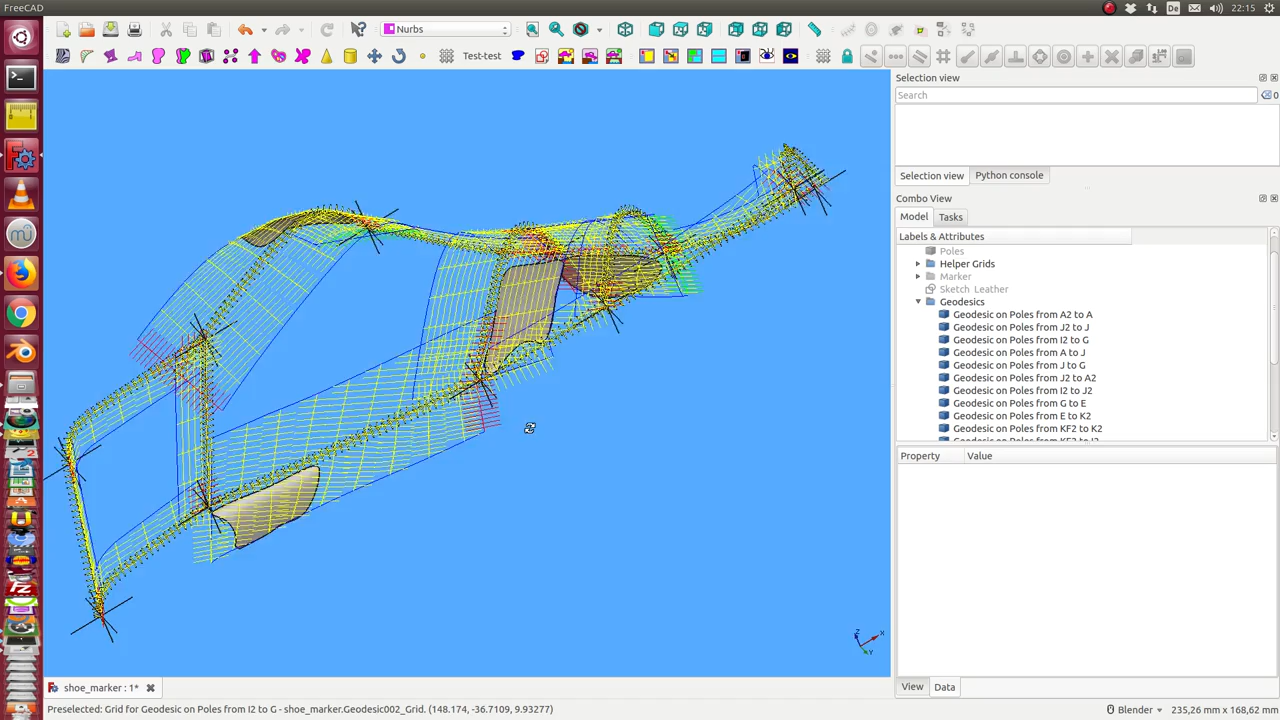 FreeCAD
De
22:15
Nurbs
Test-test
Selection view
Search
0
Selection view
Python console
Combo View
Model
Tasks
Labels & Attributes
Poles
Helper Grids
Marker
Sketch Leather
Geodesics
Geodesic on Poles from A2 to A
Geodesic on Poles from J2 to J
Geodesic on Poles from I2 to G
Geodesic on Poles from A to J
Geodesic on Poles from J to G
Geodesic on Poles from J2 to A2
Geodesic on Poles from I2 to J2
Geodesic on Poles from G to E
Geodesic on Poles from E to K2
Geodesic on Poles from KF2 to K2
Property
Value
Z
X
Y
shoe_marker : 1*
View
Data
Preselected: Grid for Geodesic on Poles from I2 to G - shoe_marker.Geodesic002_Grid. (148.174, -36.7109, 9.93277)
Blender
235,26 mm x 168,62 mm